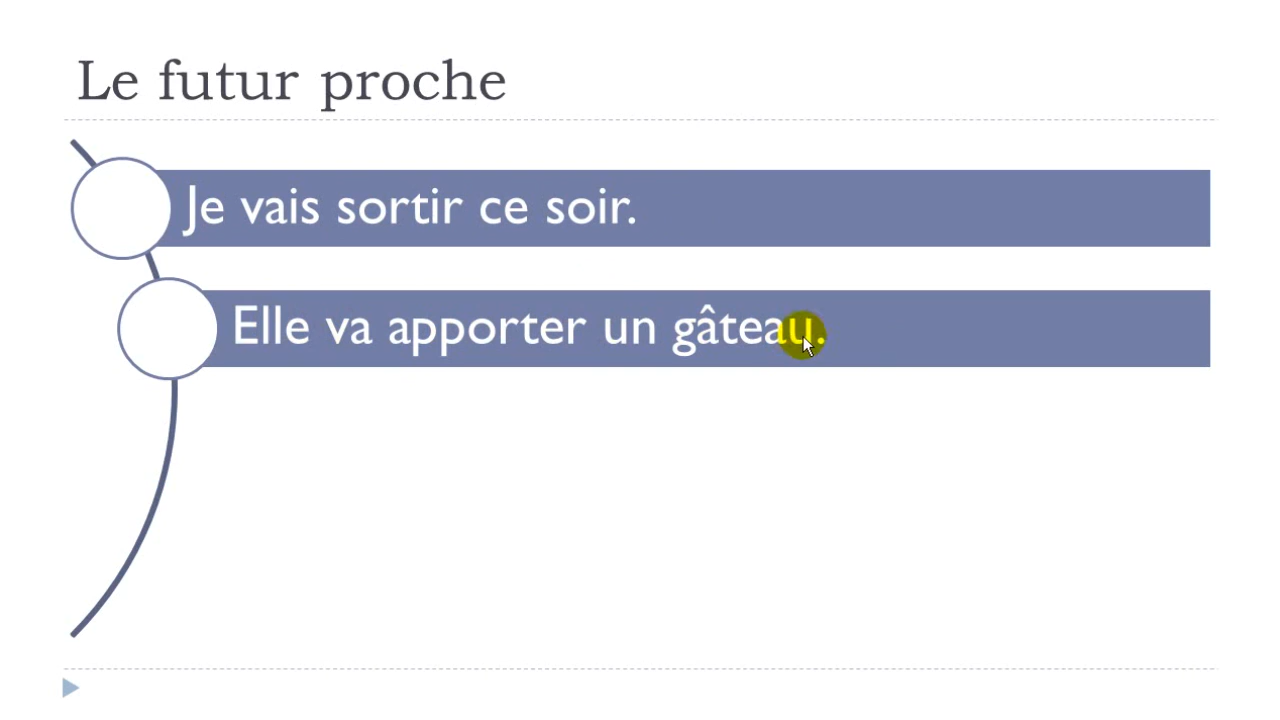 Le futur proche
Je vais sortir ce soir.
Elle va apporter un gâteau.